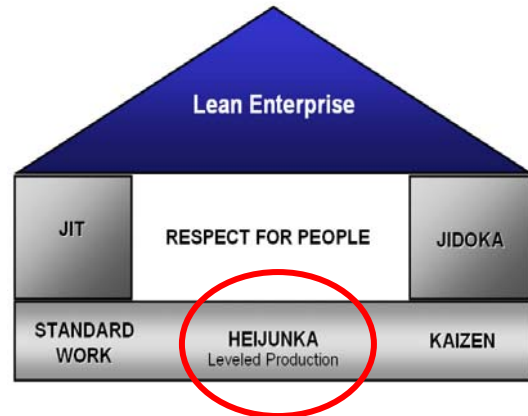 Lean Enterprise
JIT
RESPECT FOR PEOPLE
JIDOKA
STANDARD
WORK
HEIJUNKA
Leveled Production
KAIZEN